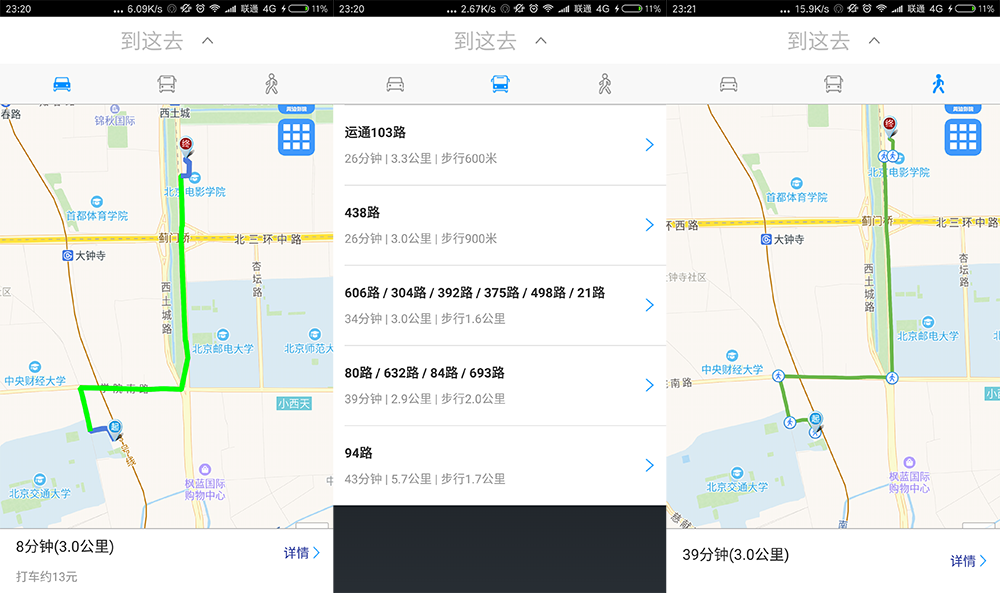 23:20
... 6.09K/s 联通 4G 11%
到这去
春路
锦秋国际
西土城
终
北京电影学院
首都体育学院
蓟门桥
北三环中路
大钟寺
杏坛路
西土城路
北京邮电大学
北京师范大
中央财经大学
学院南路
小西天
起
枫蓝国际
购物中心
北京交通大学
8分钟(3.0公里)
详情
打车约13元
23:20
... 2.67K/s 联通 4G 11%
到这去
运通103路
26分钟 | 3.3公里 | 步行600米
438路
26分钟 | 3.0公里 | 步行900米
606路 / 304路 / 392路 / 375路 / 498路 / 21路
34分钟 | 3.0公里 | 步行1.6公里
80路 / 632路 / 84路 / 693路
39分钟 | 2.9公里 | 步行2.0公里
94路
43分钟 | 5.7公里 | 步行1.7公里
23:21
... 15.9K/s 联通 4G 11%
到这去
终
北京电影学院
首都体育学院
环西路
蓟门桥
北三环中路
大钟寺
钟寺社区
杏坛路
西土城路
北京邮电大学
中央财经大学
南路
小
起
枫蓝国际
购物中心
北京交通大学
慈献
南
39分钟(3.0公里)
详情